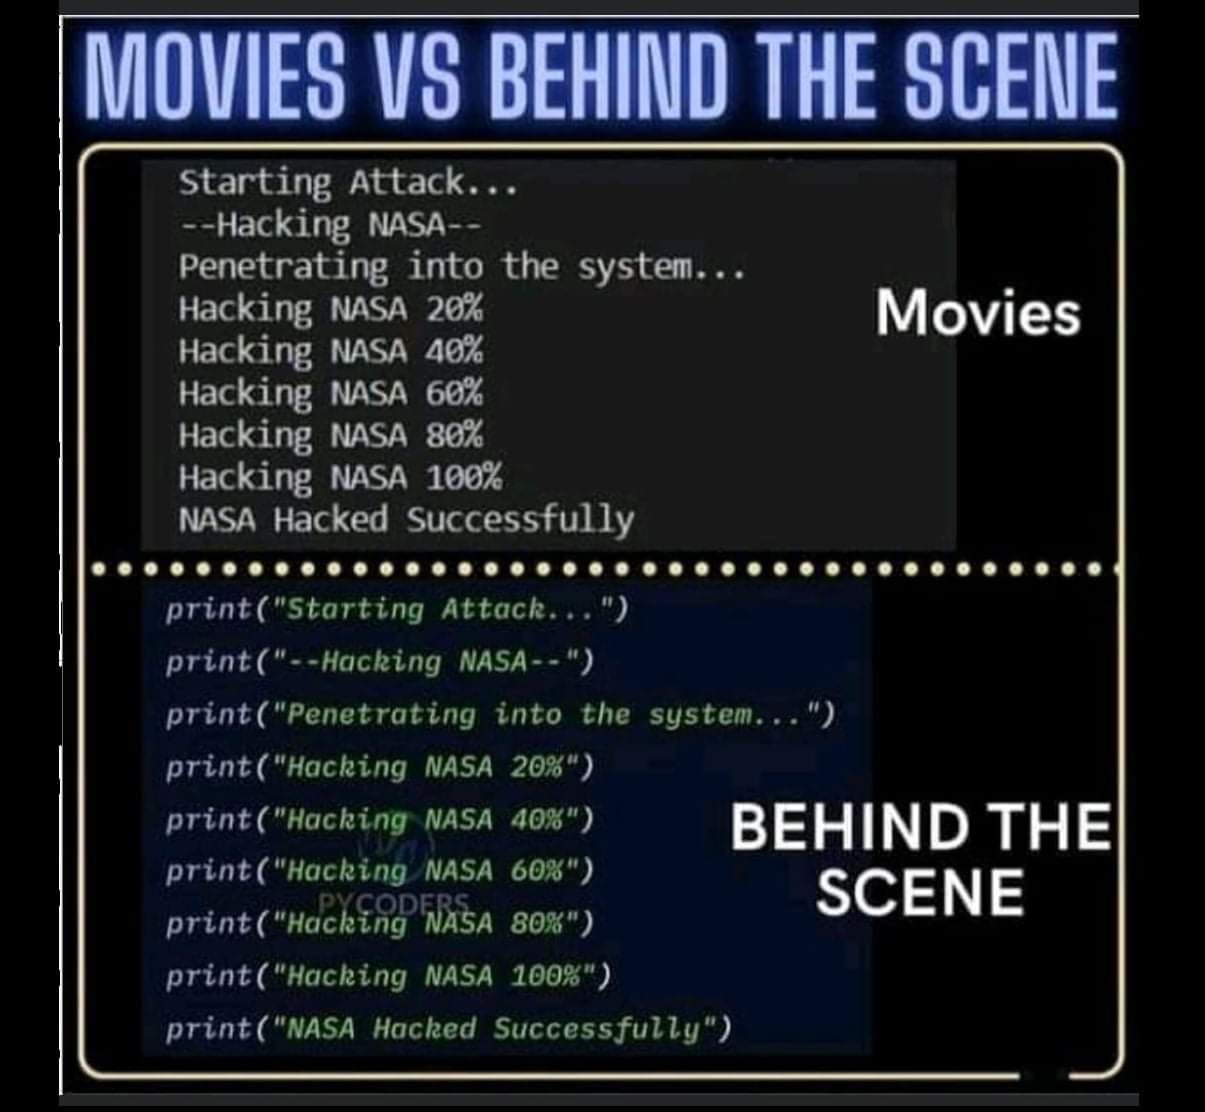 MOVIES VS BEHIND THE SCENE
Starting Attack...
--Hacking NASA--
Penetrating into the system...
Hacking NASA 20%
Hacking NASA 40%
Hacking NASA 60%
Hacking NASA 80%
Hacking NASA 100%
NASA Hacked Successfully
Movies
print("Starting Attack...")
print("--Hacking NASA--")
print("Penetrating into the system...")
print("Hacking NASA 20%")
print("Hacking NASA 40%")
print("Hacking NASA 60%")
PYCODERS
print("Hacking NASA 80%")
print("Hacking NASA 100%")
print("NASA Hacked Successfully")
BEHIND THE
SCENE